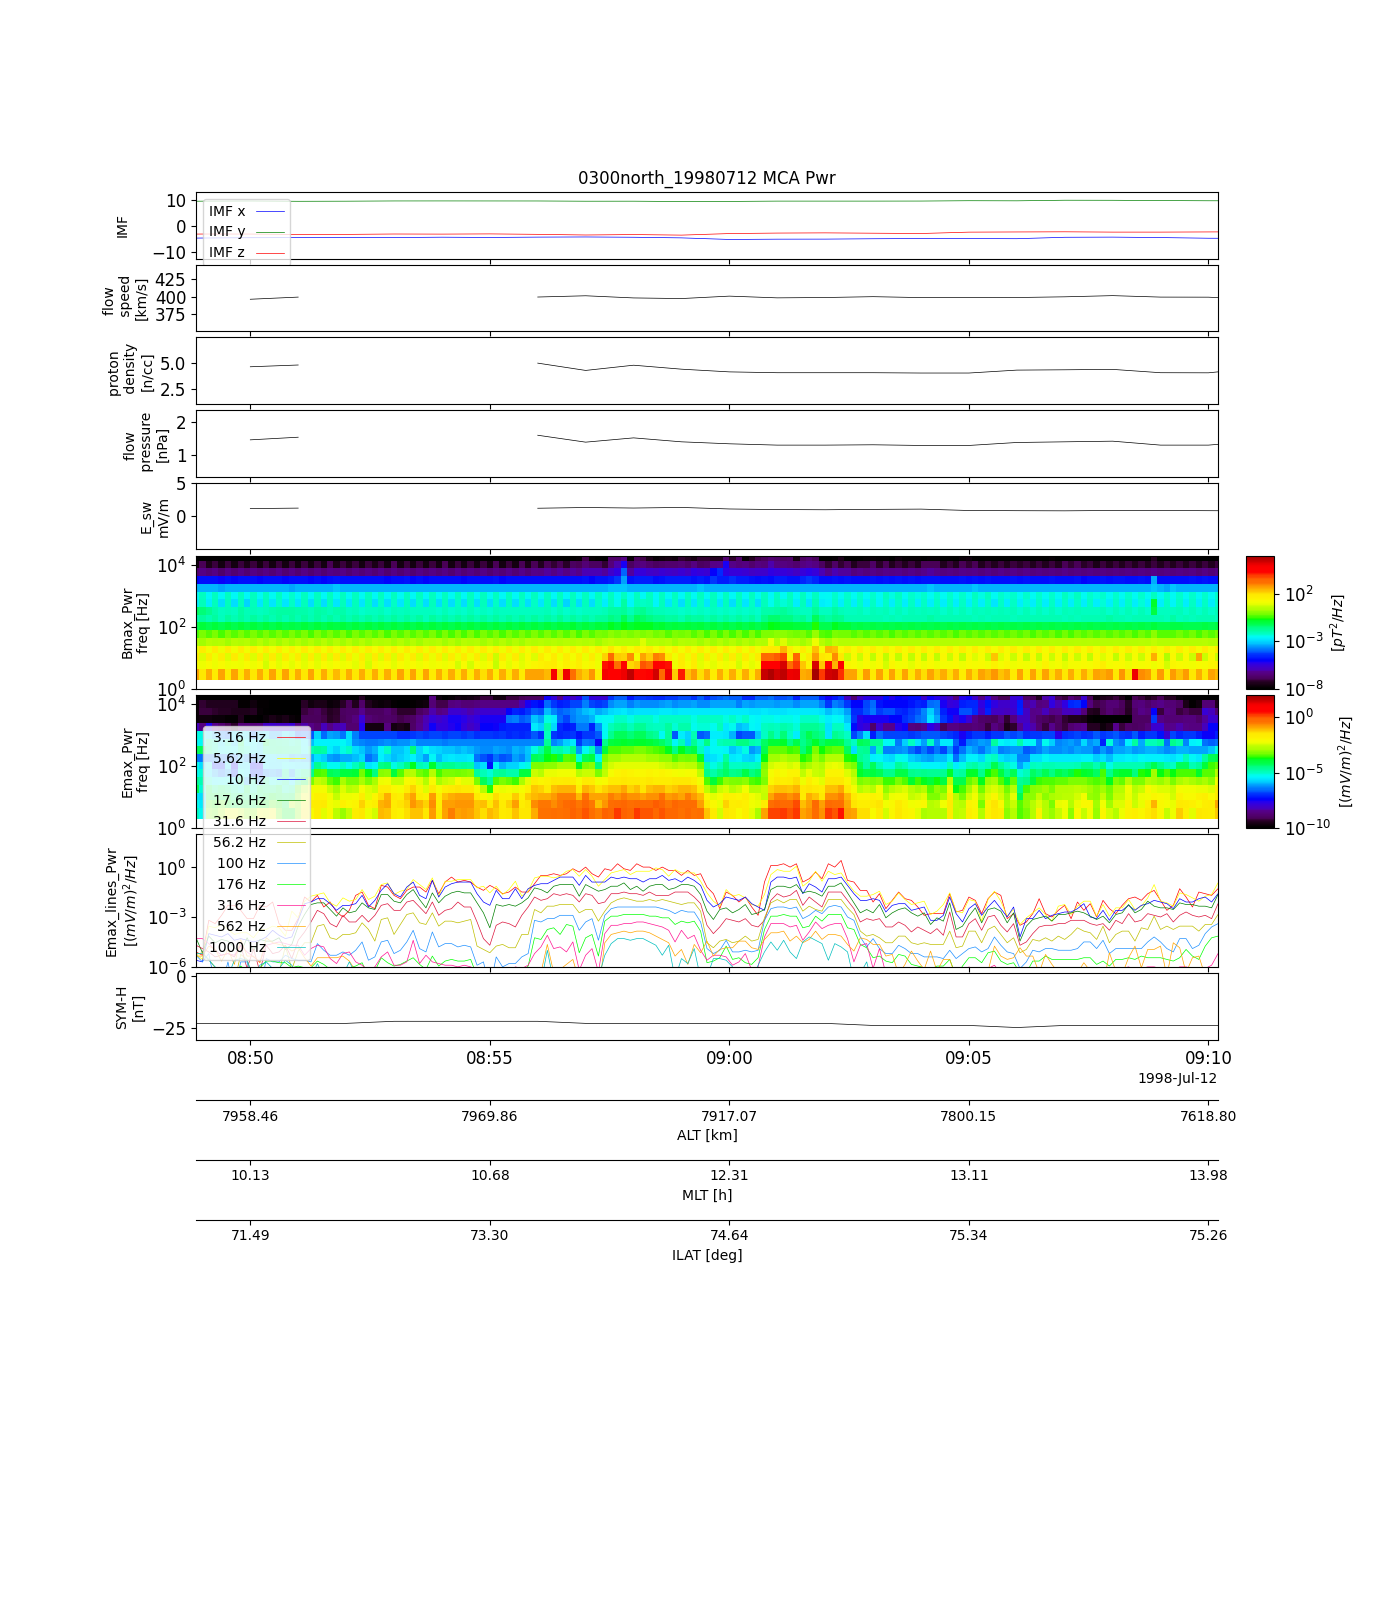 0300north_19980712 MCA Pwr
10
0
−10
IMF
IMF x
IMF y
IMF z
425
400
375
flow
speed
[km/s]
5.0
2.5
proton
density
[n/cc]
2
1
flow
pressure
[nPa]
5
0
E_sw
mV/m
10^4
10^2
10^0
Bmax_Pwr
freq [Hz]
10^2
10^−3
10^−8
[pT^2/Hz]
10^4
10^2
10^0
Emax_Pwr
freq [Hz]
10^0
10^−5
10^−10
[(mV/m)^2/Hz]
3.16 Hz
5.62 Hz
10 Hz
17.6 Hz
31.6 Hz
56.2 Hz
100 Hz
176 Hz
316 Hz
562 Hz
1000 Hz
10^0
10^−3
10^−6
Emax_lines_Pwr
[(mV/m)^2/Hz]
0
−25
SYM-H
[nT]
08:50 08:55 09:00 09:05 09:10
1998-Jul-12
7958.46 7969.86 7917.07 7800.15 7618.80
ALT [km]
10.13 10.68 12.31 13.11 13.98
MLT [h]
71.49 73.30 74.64 75.34 75.26
ILAT [deg]